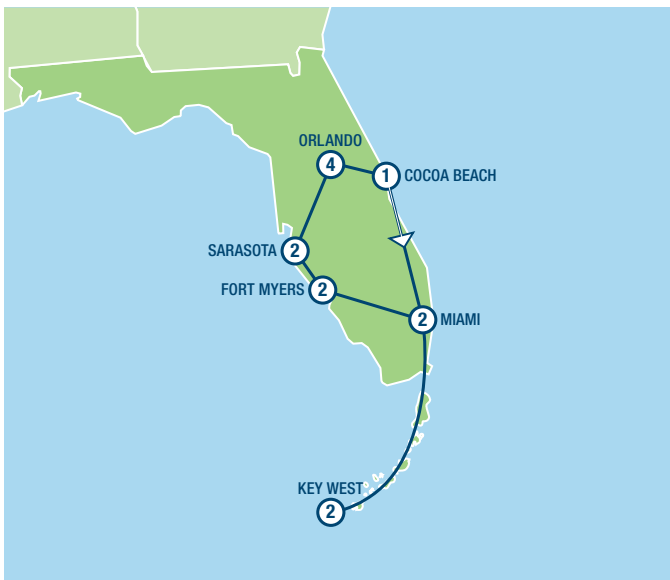 ORLANDO
4
1 COCOA BEACH
SARASOTA 2
FORT MYERS 2
2 MIAMI
KEY WEST
2